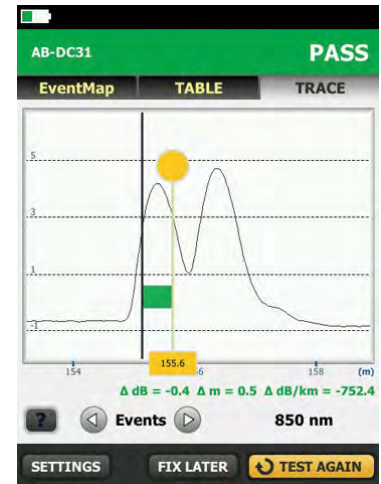 AB-DC31 PASS
EventMap TABLE TRACE
5
3
1
-1
154 155.6 6 158 (m)
Δ dB = -0.4 Δ m = 0.5 Δ dB/km = -752.4
? Events 850 nm
SETTINGS FIX LATER TEST AGAIN